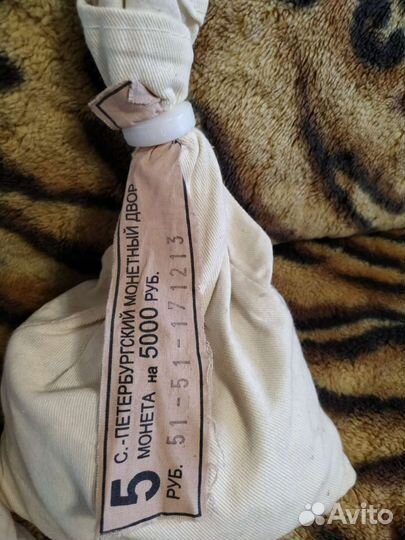 С.-ПЕТЕРБУРГСКИЙ МОНЕТНЫЙ ДВОР
5 МОНЕТА на 5000 РУБ.
РУБ. 51-51-171213
Avito